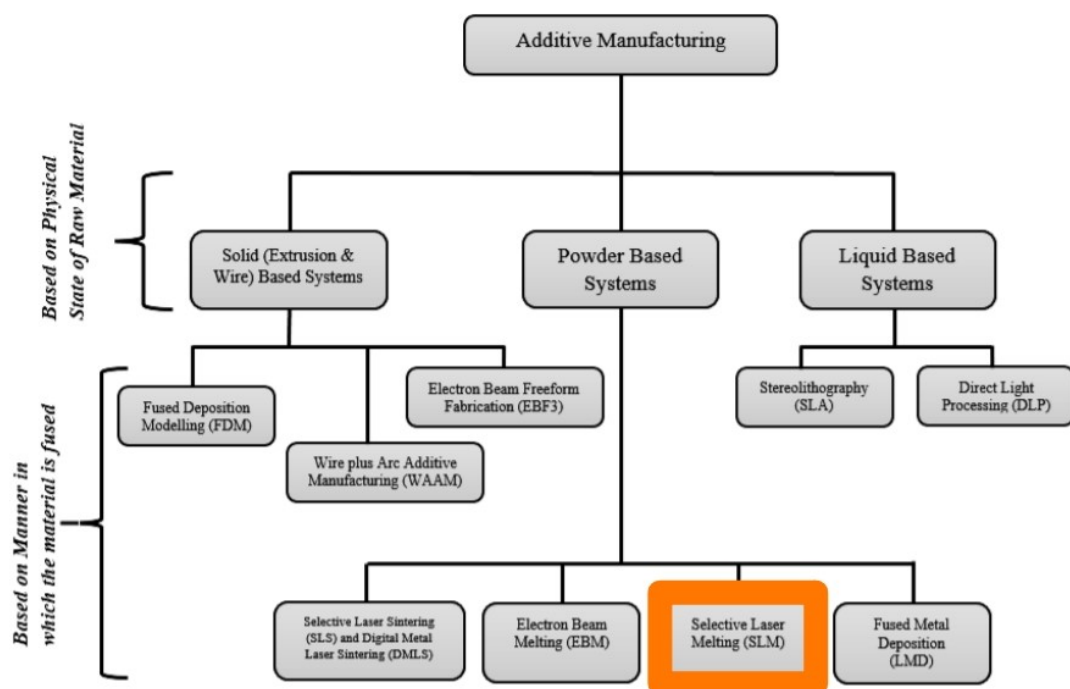 Additive Manufacturing
Based on Physical
State of Raw Material
Solid (Extrusion &
Wire) Based Systems
Powder Based
Systems
Liquid Based
Systems
Based on Manner in
which the material is fused
Fused Deposition
Modelling (FDM)
Wire plus Arc Additive
Manufacturing (WAAM)
Electron Beam Freeform
Fabrication (EBF3)
Stereolithography
(SLA)
Direct Light
Processing (DLP)
Selective Laser Sintering
(SLS) and Digital Metal
Laser Sintering (DMLS)
Electron Beam
Melting (EBM)
Selective Laser
Melting (SLM)
Fused Metal
Deposition
(LMD)